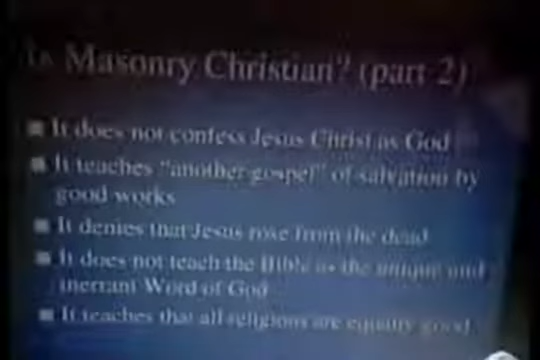 Is Masonry Christian? (part 2)
It does not confess Jesus Christ as God
It teaches "another gospel" of salvation by
good works
It denies that Jesus rose from the dead
It does not teach the Bible as the unique and
inerrant Word of God
It teaches that all religions are equally good